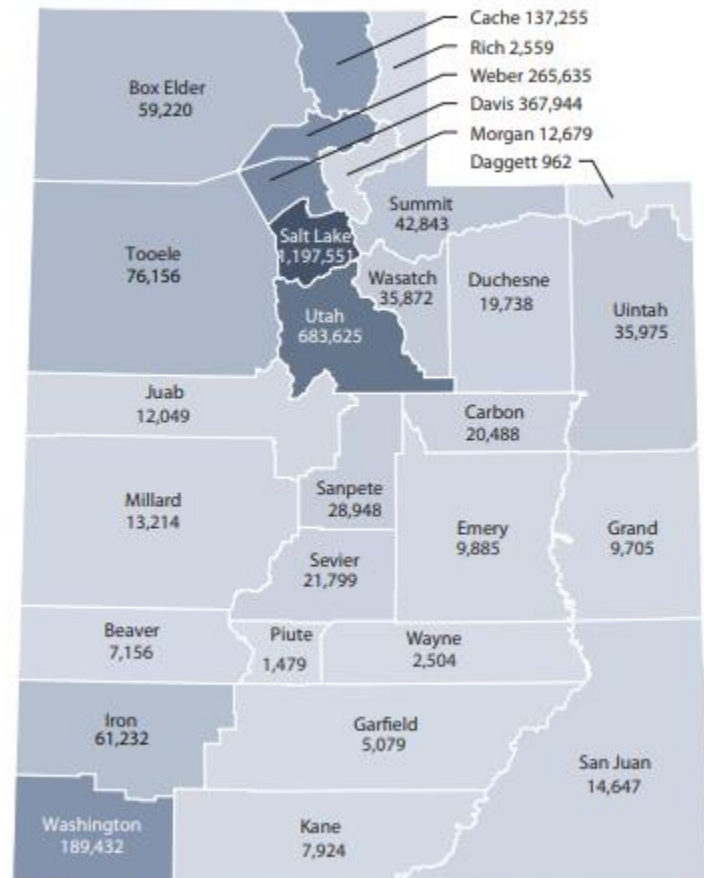 Cache 137,255
Rich 2,559
Weber 265,635
Davis 367,944
Morgan 12,679
Daggett 962
Box Elder
59,220
Summit
42,843
Tooele
76,156
Salt Lake
1,197,551
Wasatch
35,872
Duchesne
19,738
Uintah
35,975
Utah
683,625
Juab
12,049
Carbon
20,488
Millard
13,214
Sanpete
28,948
Emery
9,885
Grand
9,705
Sevier
21,799
Beaver
7,156
Piute
1,479
Wayne
2,504
Iron
61,232
Garfield
5,079
San Juan
14,647
Washington
189,432
Kane
7,924